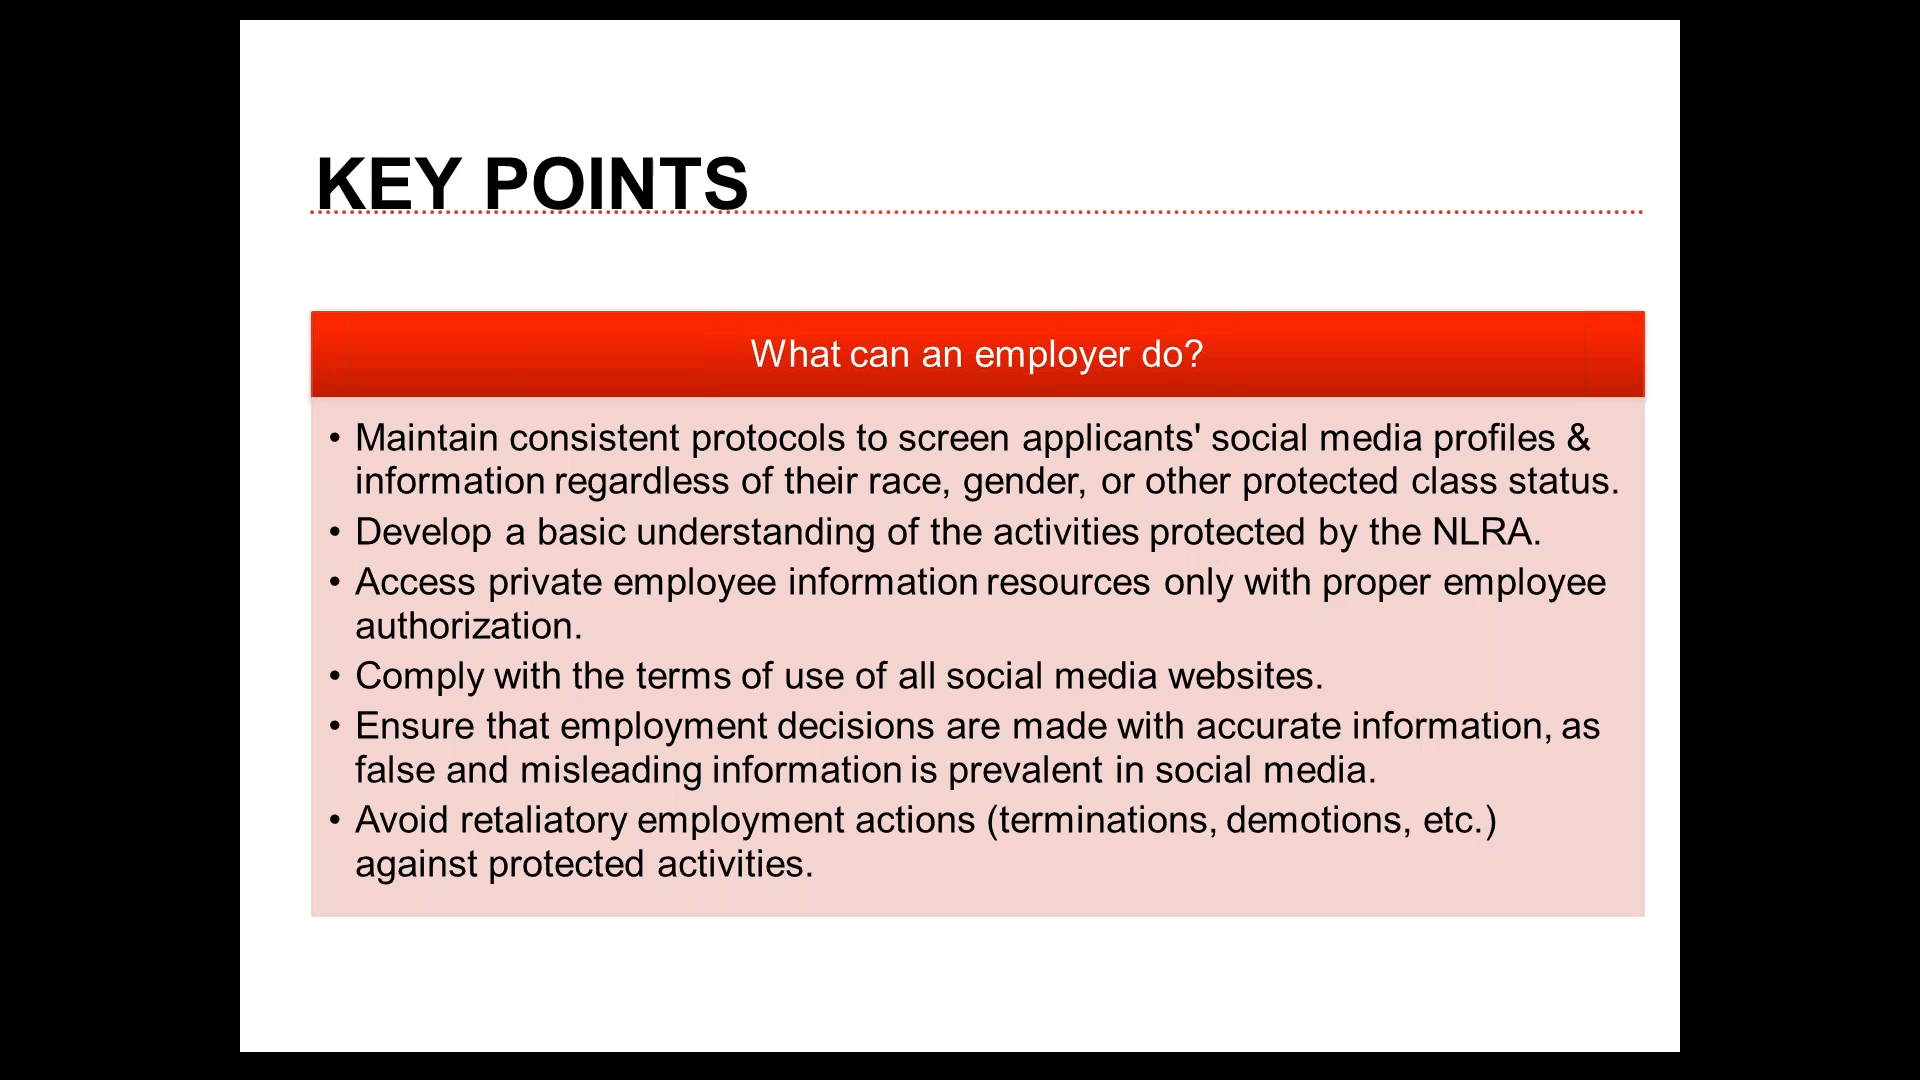 KEY POINTS
What can an employer do?
• Maintain consistent protocols to screen applicants' social media profiles &
information regardless of their race, gender, or other protected class status.
• Develop a basic understanding of the activities protected by the NLRA.
• Access private employee information resources only with proper employee
authorization.
• Comply with the terms of use of all social media websites.
• Ensure that employment decisions are made with accurate information, as
false and misleading information is prevalent in social media.
• Avoid retaliatory employment actions (terminations, demotions, etc.)
against protected activities.